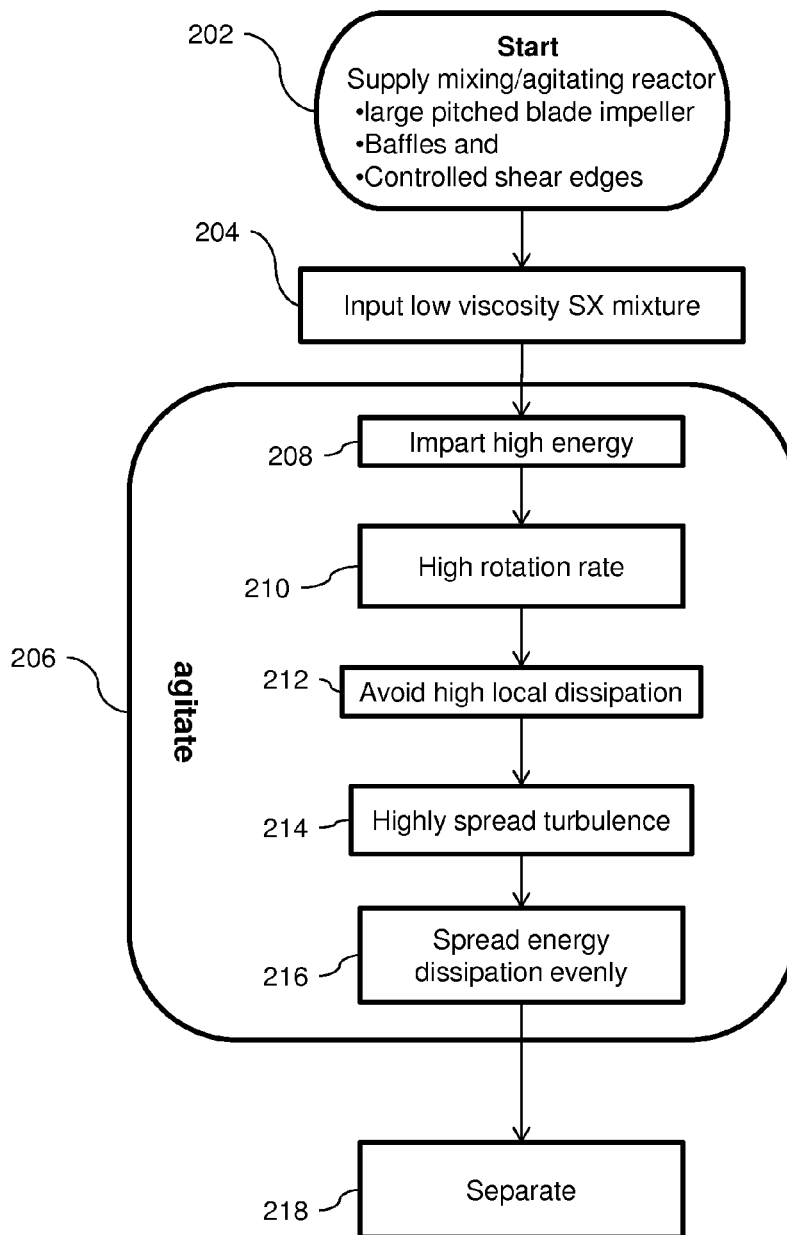 202
Start
Supply mixing/agitating reactor
•large pitched blade impeller
•Baffles and
•Controlled shear edges
204
Input low viscosity SX mixture
206
agitate
208
Impart high energy
210
High rotation rate
212
Avoid high local dissipation
214
Highly spread turbulence
216
Spread energy
dissipation evenly
218
Separate